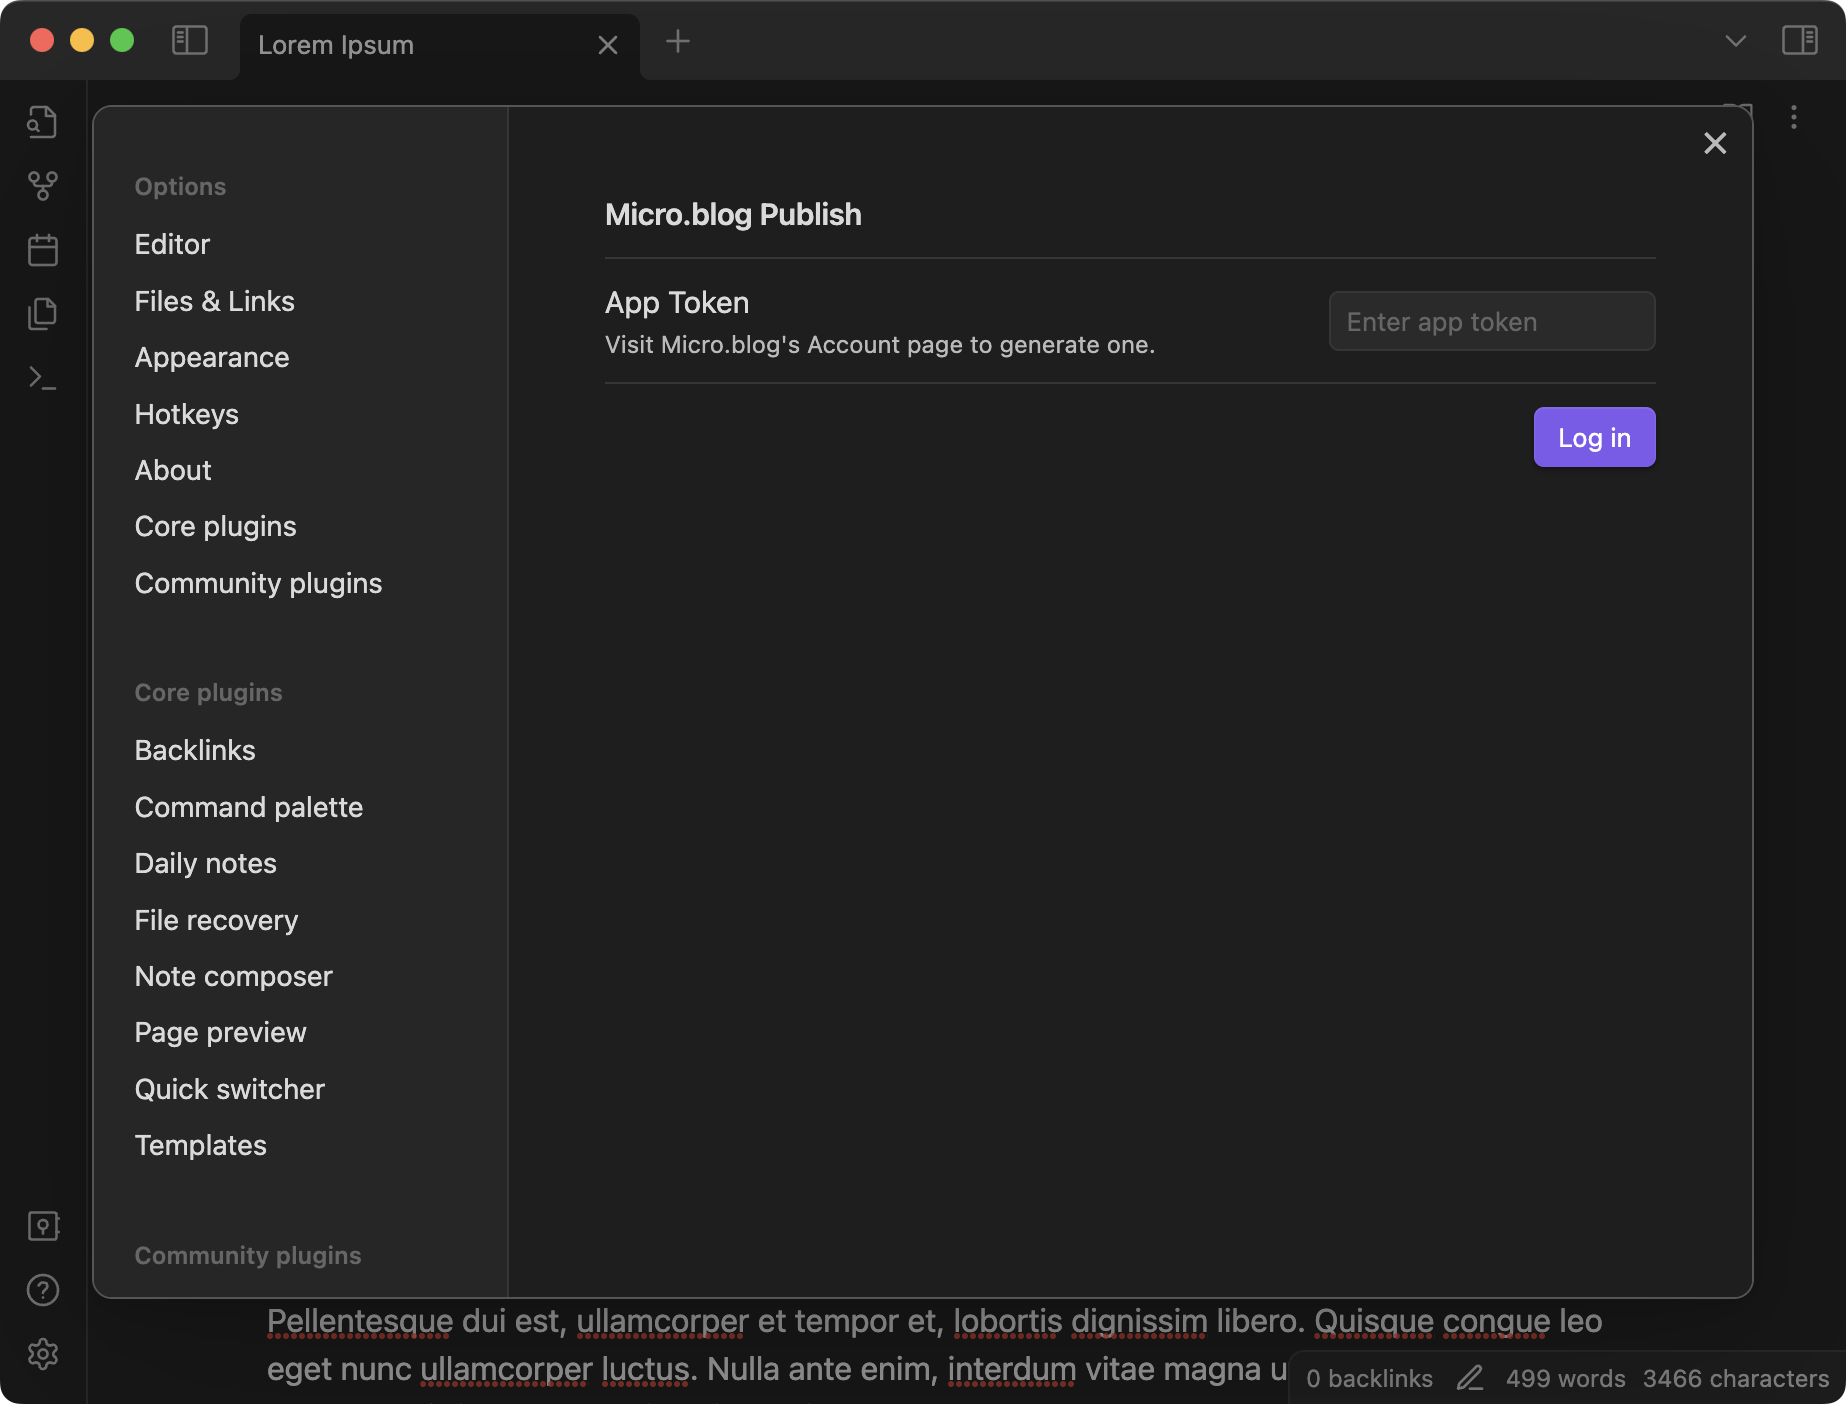 Lorem Ipsum
Options
Editor
Files & Links
Appearance
Hotkeys
About
Core plugins
Community plugins
Core plugins
Backlinks
Command palette
Daily notes
File recovery
Note composer
Page preview
Quick switcher
Templates
Community plugins
Micro.blog Publish
App Token
Visit Micro.blog's Account page to generate one.
Enter app token
Log in
Pellentesque dui est, ullamcorper et tempor et, lobortis dignissim libero. Quisque congue leo
eget nunc ullamcorper luctus. Nulla ante enim, interdum vitae magna u
0 backlinks 499 words 3466 characters